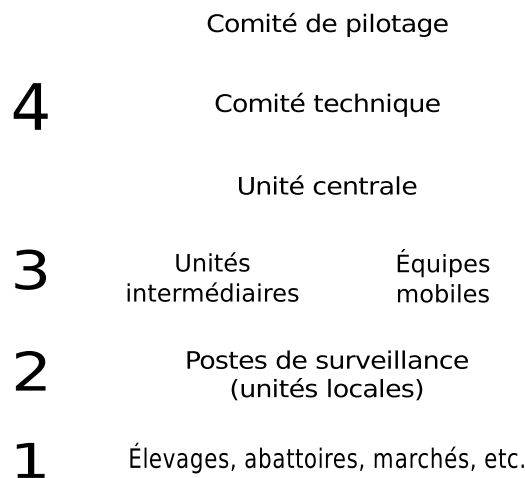 Comité de pilotage
4
Comité technique
Unité centrale
3
Unités
intermédiaires
Équipes
mobiles
2
Postes de surveillance
(unités locales)
1
Élevages, abattoires, marchés, etc.